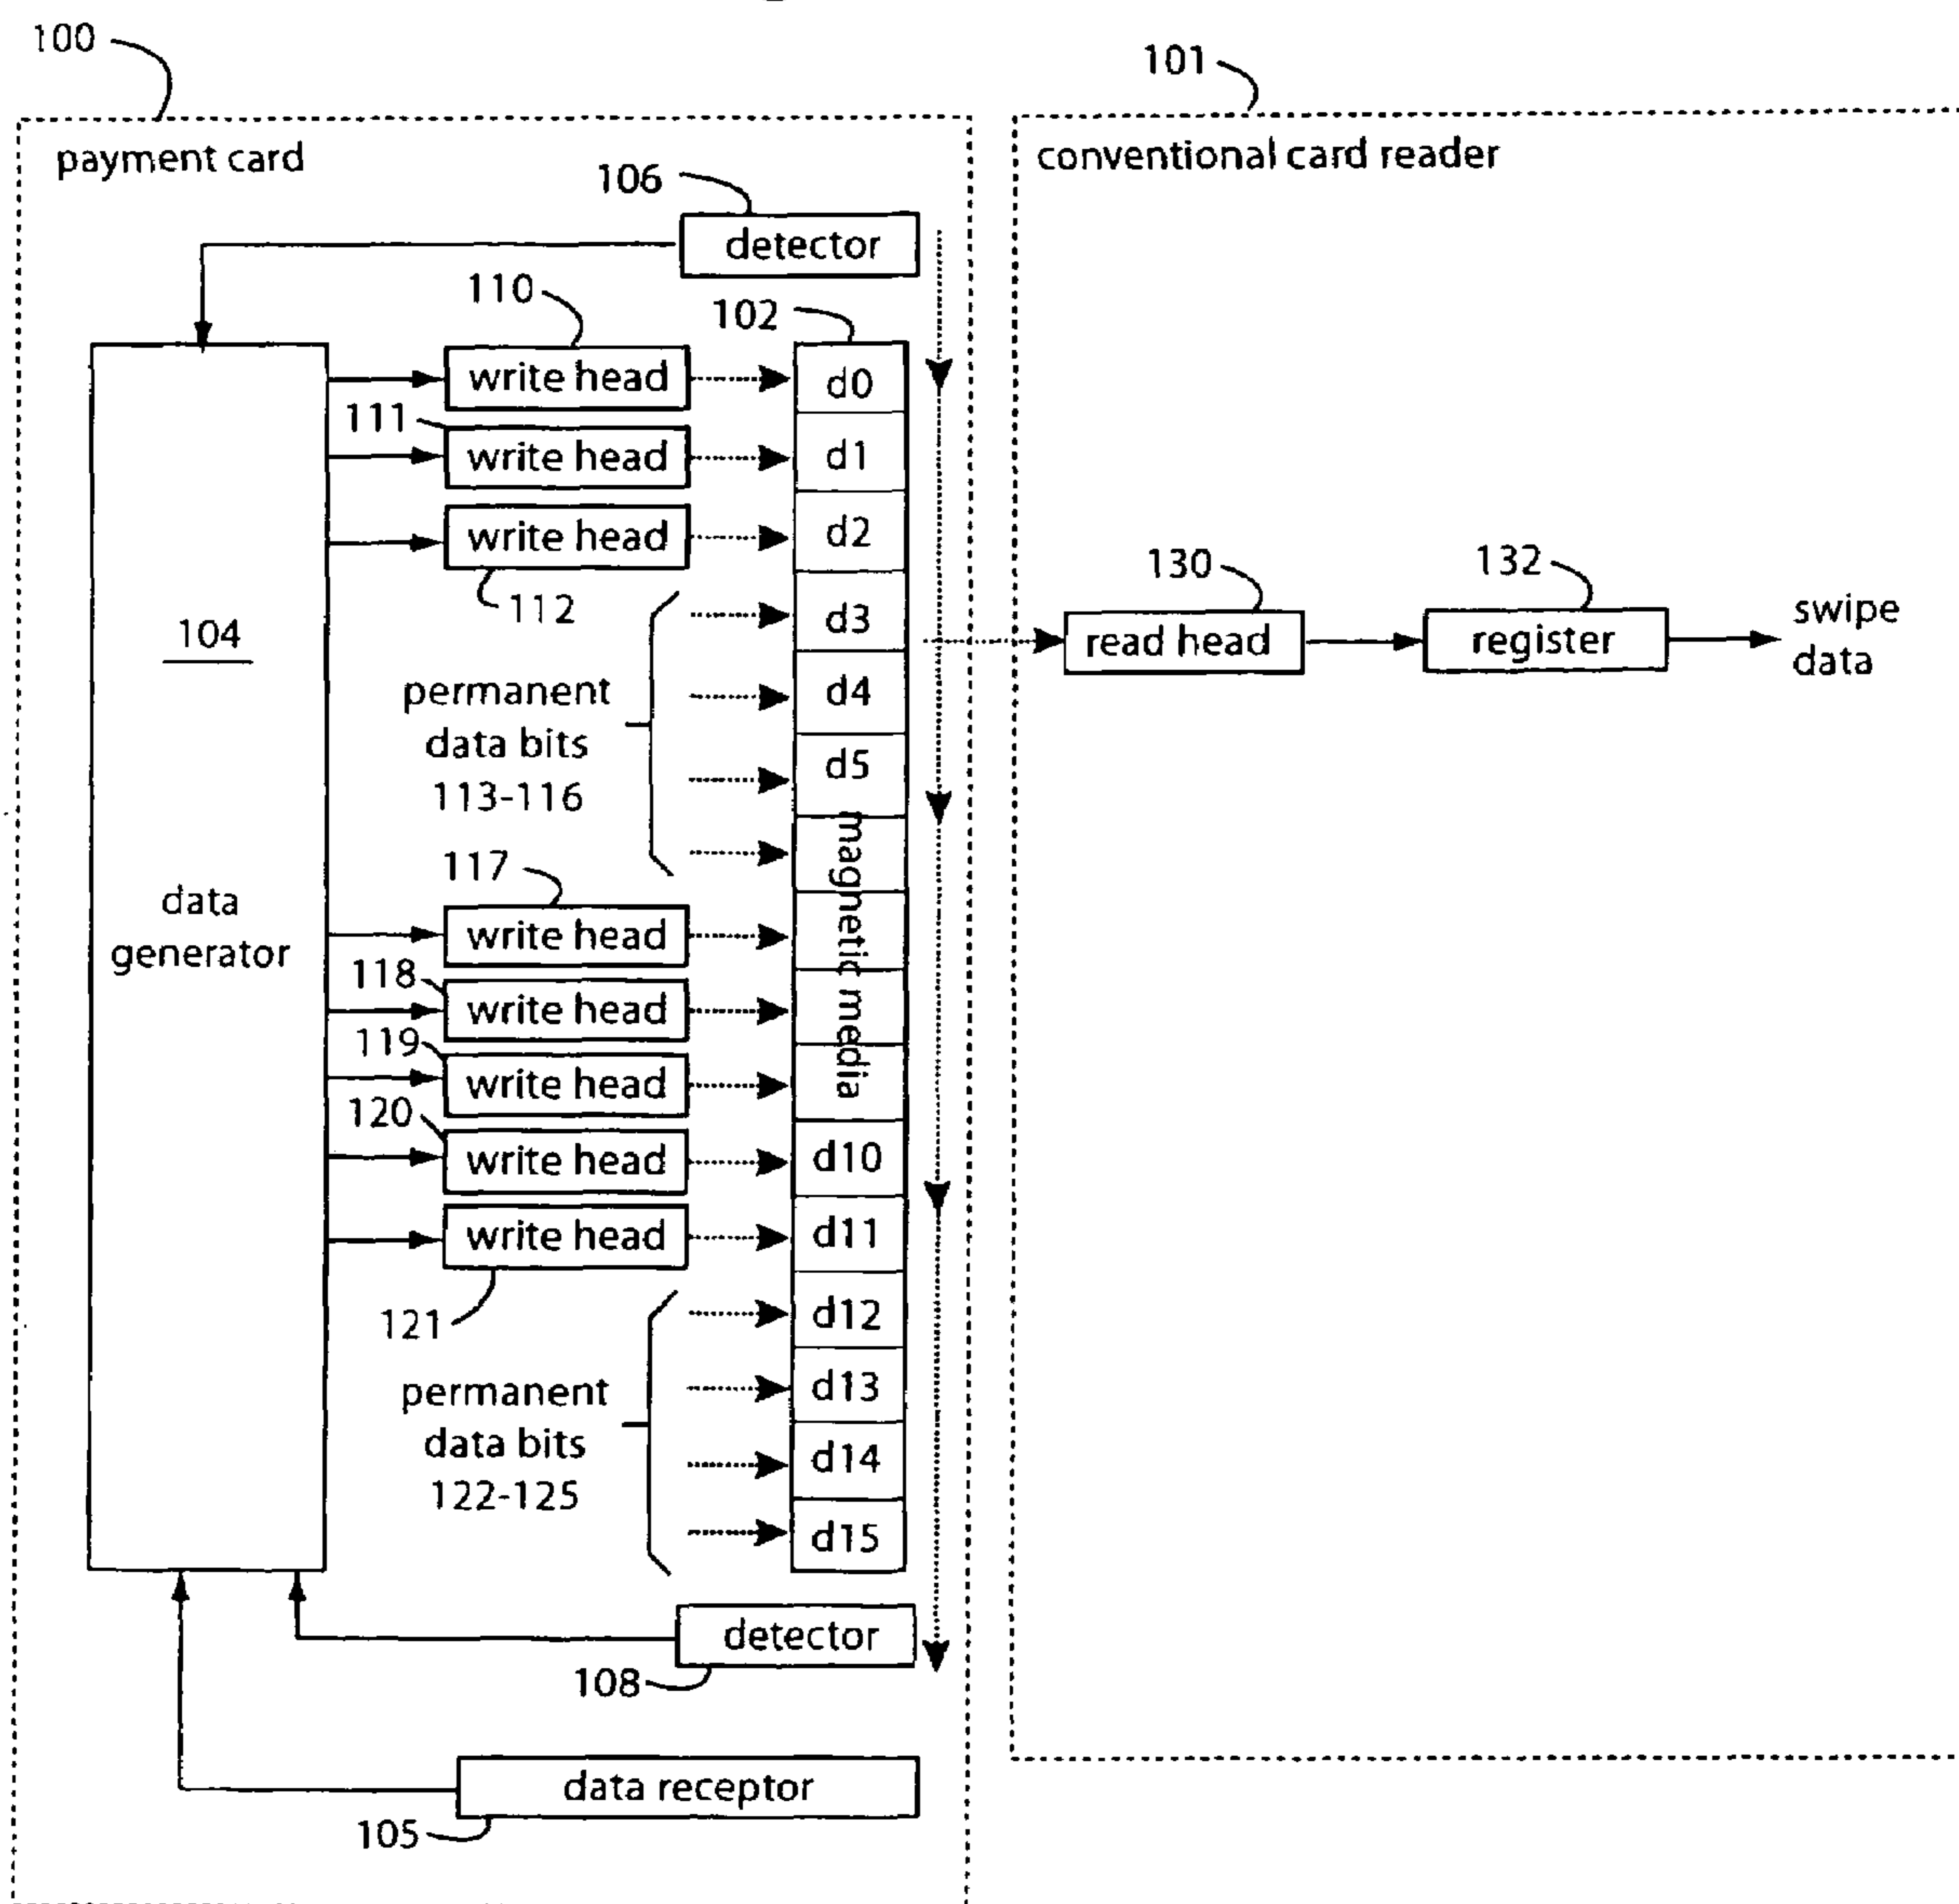 100
101
payment card
conventional card reader
106
detector
110
102
write head
d0
111
write head
d1
write head
d2
112
130
132
d3
104
read head
register
swipe
data
permanent
data bits
113-116
d4
d5
magnetic media
117
data
generator
write head
118
write head
119
write head
120
write head
d10
write head
d11
121
d12
permanent
data bits
122-125
d13
d14
d15
detector
108
data receptor
105